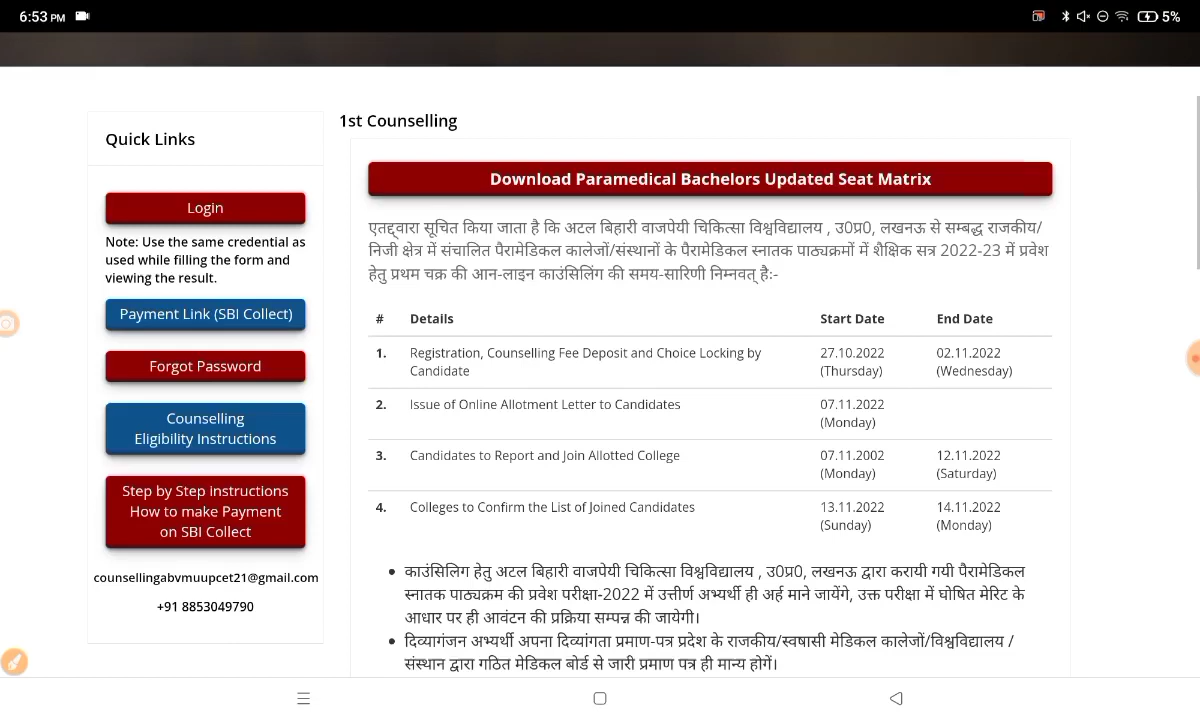 6:53 PM
5%
Quick Links
Login
Note: Use the same credential as
used while filling the form and
viewing the result.
Payment Link (SBI Collect)
Forgot Password
Counselling
Eligibility Instructions
Step by Step Instructions
How to make Payment
on SBI Collect
counsellingabvmuupcet21@gmail.com
+91 8853049790
1st Counselling
Download Paramedical Bachelors Updated Seat Matrix
एतद्द्वारा सूचित किया जाता है कि अटल बिहारी वाजपेयी चिकित्सा विश्वविद्यालय , उ0प्र0, लखनऊ से सम्बद्ध राजकीय/
निजी क्षेत्र में संचालित पैरामेडिकल कालेजों/संस्थानों के पैरामेडिकल स्नातक पाठ्यक्रमों में शैक्षिक सत्र 2022-23 में प्रवेश
हेतु प्रथम चक्र की आन-लाइन काउंसिलिंग की समय-सारिणी निम्नवत् है:-
# Details Start Date End Date
1. Registration, Counselling Fee Deposit and Choice Locking by 27.10.2022 02.11.2022
Candidate (Thursday) (Wednesday)
2. Issue of Online Allotment Letter to Candidates 07.11.2022
(Monday)
3. Candidates to Report and Join Allotted College 07.11.2002 12.11.2022
(Monday) (Saturday)
4. Colleges to Confirm the List of Joined Candidates 13.11.2022 14.11.2022
(Sunday) (Monday)
• काउंसिलिग हेतु अटल बिहारी वाजपेयी चिकित्सा विश्वविद्यालय , उ0प्र0, लखनऊ द्वारा करायी गयी पैरामेडिकल
स्नातक पाठ्यक्रम की प्रवेश परीक्षा-2022 में उत्तीर्ण अभ्यर्थी ही अर्ह माने जायेंगे, उक्त परीक्षा में घोषित मेरिट के
आधार पर ही आवंटन की प्रक्रिया सम्पन्न की जायेगी।
• दिव्यागंजन अभ्यर्थी अपना दिव्यांगता प्रमाण-पत्र प्रदेश के राजकीय/स्वषासी मेडिकल कालेजों/विश्वविद्यालय /
संस्थान द्वारा गठित मेडिकल बोर्ड से जारी प्रमाण पत्र ही मान्य होगें।